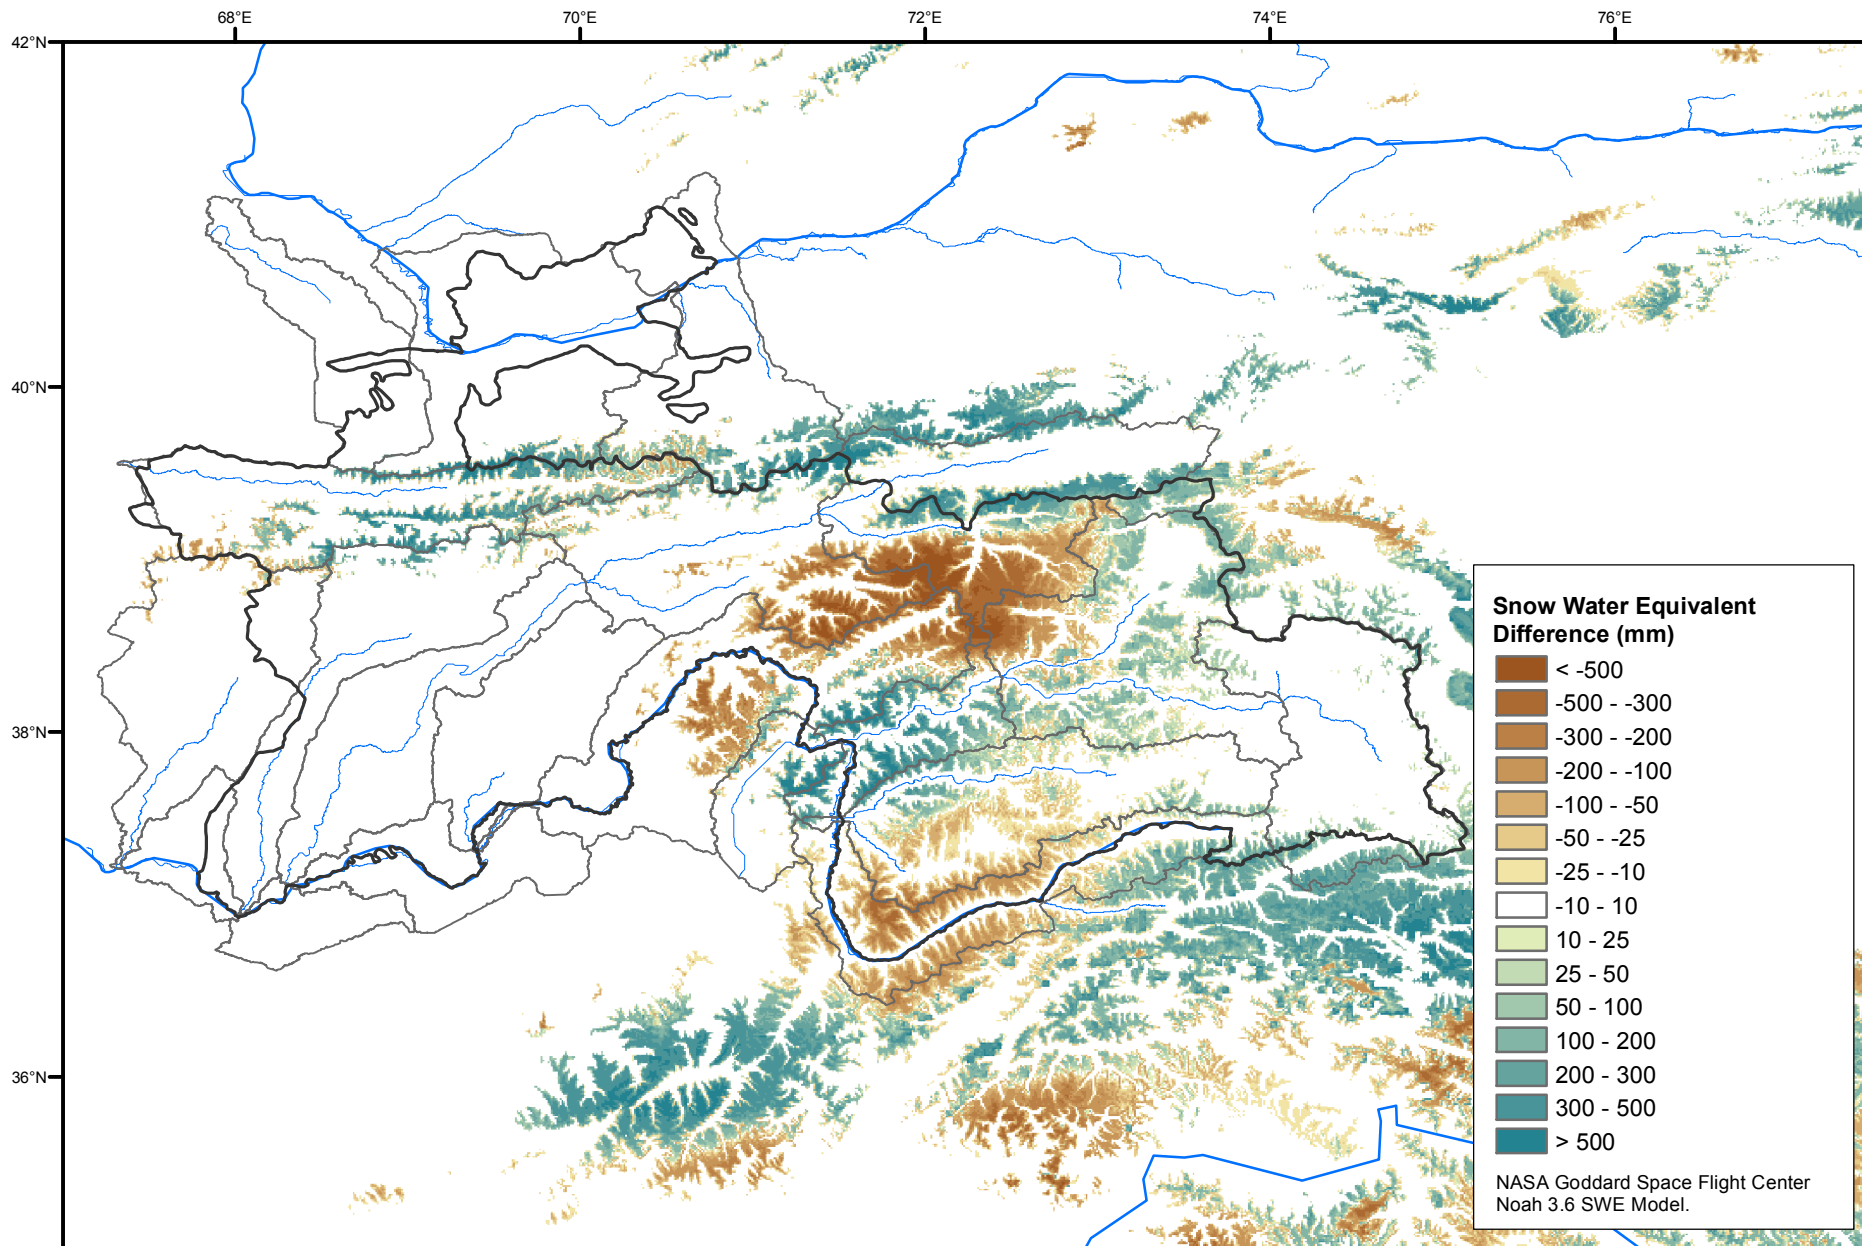 68°E
70°E
72°E
74°E
76°E
42°N
40°N
38°N
36°N
Snow Water Equivalent
Difference (mm)
< -500
-500 - -300
-300 - -200
-200 - -100
-100 - -50
-50 - -25
-25 - -10
-10 - 10
10 - 25
25 - 50
50 - 100
100 - 200
200 - 300
300 - 500
> 500
NASA Goddard Space Flight Center
Noah 3.6 SWE Model.